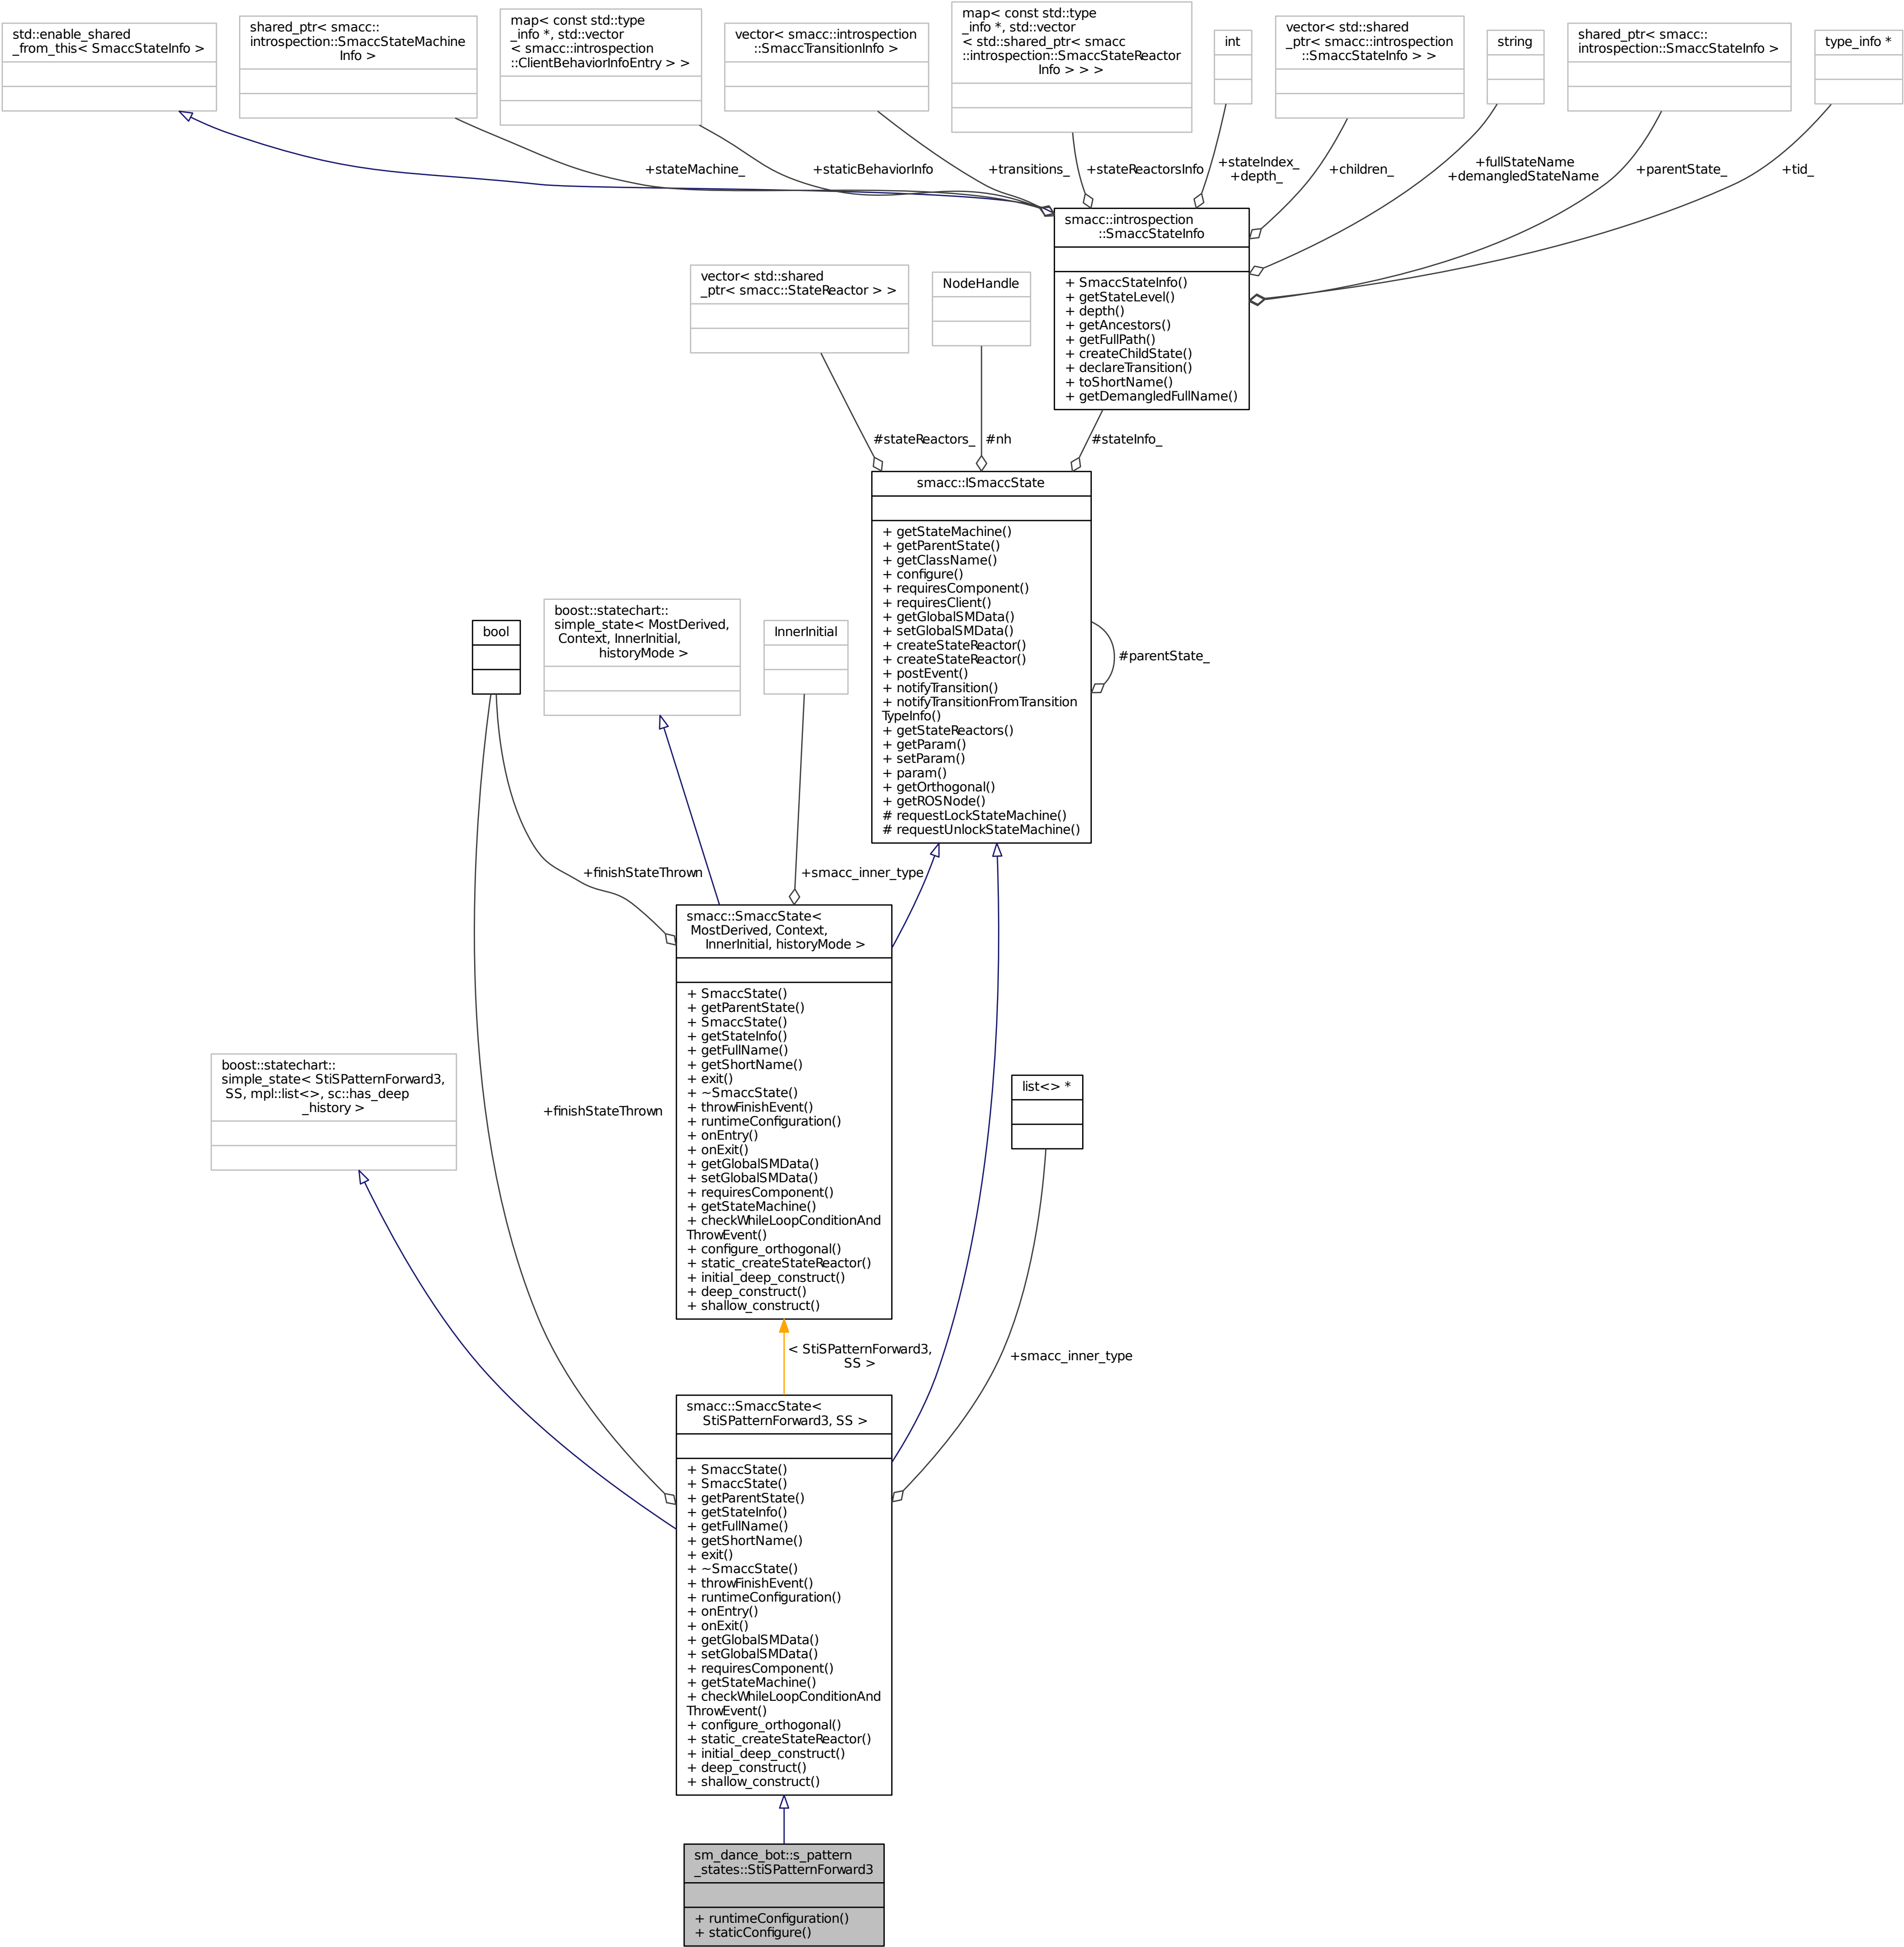 std::enable_shared
_from_this< SmaccStateInfo >
shared_ptr< smacc::
introspection::SmaccStateMachine
Info >
map< const std::type
_info *, std::vector
< smacc::introspection
::ClientBehaviorInfoEntry > >
vector< smacc::introspection
::SmaccTransitionInfo >
map< const std::type
_info *, std::vector
< std::shared_ptr< smacc
::introspection::SmaccStateReactor
Info > > >
int
vector< std::shared
_ptr< smacc::introspection
::SmaccStateInfo > >
string
shared_ptr< smacc::
introspection::SmaccStateInfo >
type_info *
+stateMachine_
+staticBehaviorInfo
+transitions_
+stateReactorsInfo
+stateIndex_
+depth_
+children_
+fullStateName
+demangledStateName
+parentState_
+tid_
smacc::introspection
::SmaccStateInfo
+ SmaccStateInfo()
+ getStateLevel()
+ depth()
+ getAncestors()
+ getFullPath()
+ createChildState()
+ declareTransition()
+ toShortName()
+ getDemangledFullName()
vector< std::shared
_ptr< smacc::StateReactor > >
NodeHandle
#stateReactors_
#nh
#stateInfo_
smacc::ISmaccState
+ getStateMachine()
+ getParentState()
+ getClassName()
+ configure()
+ requiresComponent()
+ requiresClient()
+ getGlobalSMData()
+ setGlobalSMData()
+ createStateReactor()
+ createStateReactor()
+ postEvent()
+ notifyTransition()
+ notifyTransitionFromTransition
TypeInfo()
+ getStateReactors()
+ getParam()
+ setParam()
+ param()
+ getOrthogonal()
+ getROSNode()
# requestLockStateMachine()
# requestUnlockStateMachine()
#parentState_
bool
boost::statechart::
simple_state< MostDerived,
Context, InnerInitial,
historyMode >
InnerInitial
+finishStateThrown
+smacc_inner_type
smacc::SmaccState<
MostDerived, Context,
InnerInitial, historyMode >
+ SmaccState()
+ getParentState()
+ SmaccState()
+ getStateInfo()
+ getFullName()
+ getShortName()
+ exit()
+ ~SmaccState()
+ throwFinishEvent()
+ runtimeConfiguration()
+ onEntry()
+ onExit()
+ getGlobalSMData()
+ setGlobalSMData()
+ requiresComponent()
+ getStateMachine()
+ checkWhileLoopConditionAnd
ThrowEvent()
+ configure_orthogonal()
+ static_createStateReactor()
+ initial_deep_construct()
+ deep_construct()
+ shallow_construct()
boost::statechart::
simple_state< StiSPatternForward3,
SS, mpl::list<>, sc::has_deep
_history >
+finishStateThrown
list<> *
< StiSPatternForward3,
SS >
+smacc_inner_type
smacc::SmaccState<
StiSPatternForward3, SS >
+ SmaccState()
+ SmaccState()
+ getParentState()
+ getStateInfo()
+ getFullName()
+ getShortName()
+ exit()
+ ~SmaccState()
+ throwFinishEvent()
+ runtimeConfiguration()
+ onEntry()
+ onExit()
+ getGlobalSMData()
+ setGlobalSMData()
+ requiresComponent()
+ getStateMachine()
+ checkWhileLoopConditionAnd
ThrowEvent()
+ configure_orthogonal()
+ static_createStateReactor()
+ initial_deep_construct()
+ deep_construct()
+ shallow_construct()
sm_dance_bot::s_pattern
_states::StiSPatternForward3
+ runtimeConfiguration()
+ staticConfigure()